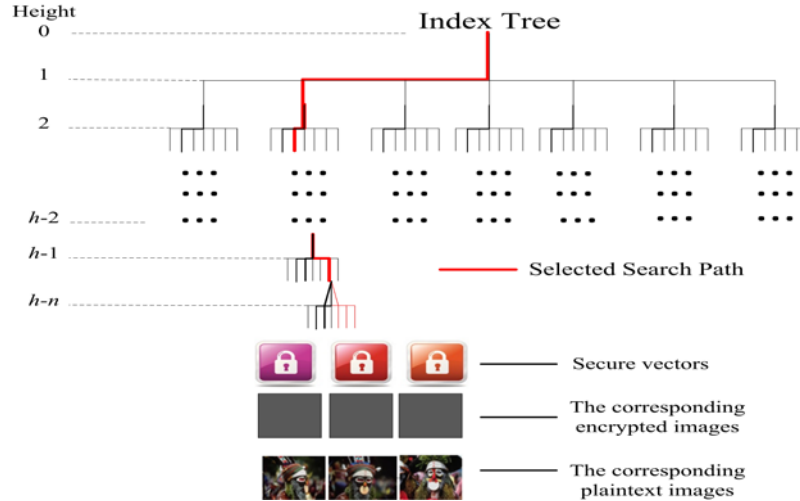 Height
Index Tree
0
1
2
h-2
h-1
Selected Search Path
h-n
Secure vectors
The corresponding
encrypted images
The corresponding
plaintext images